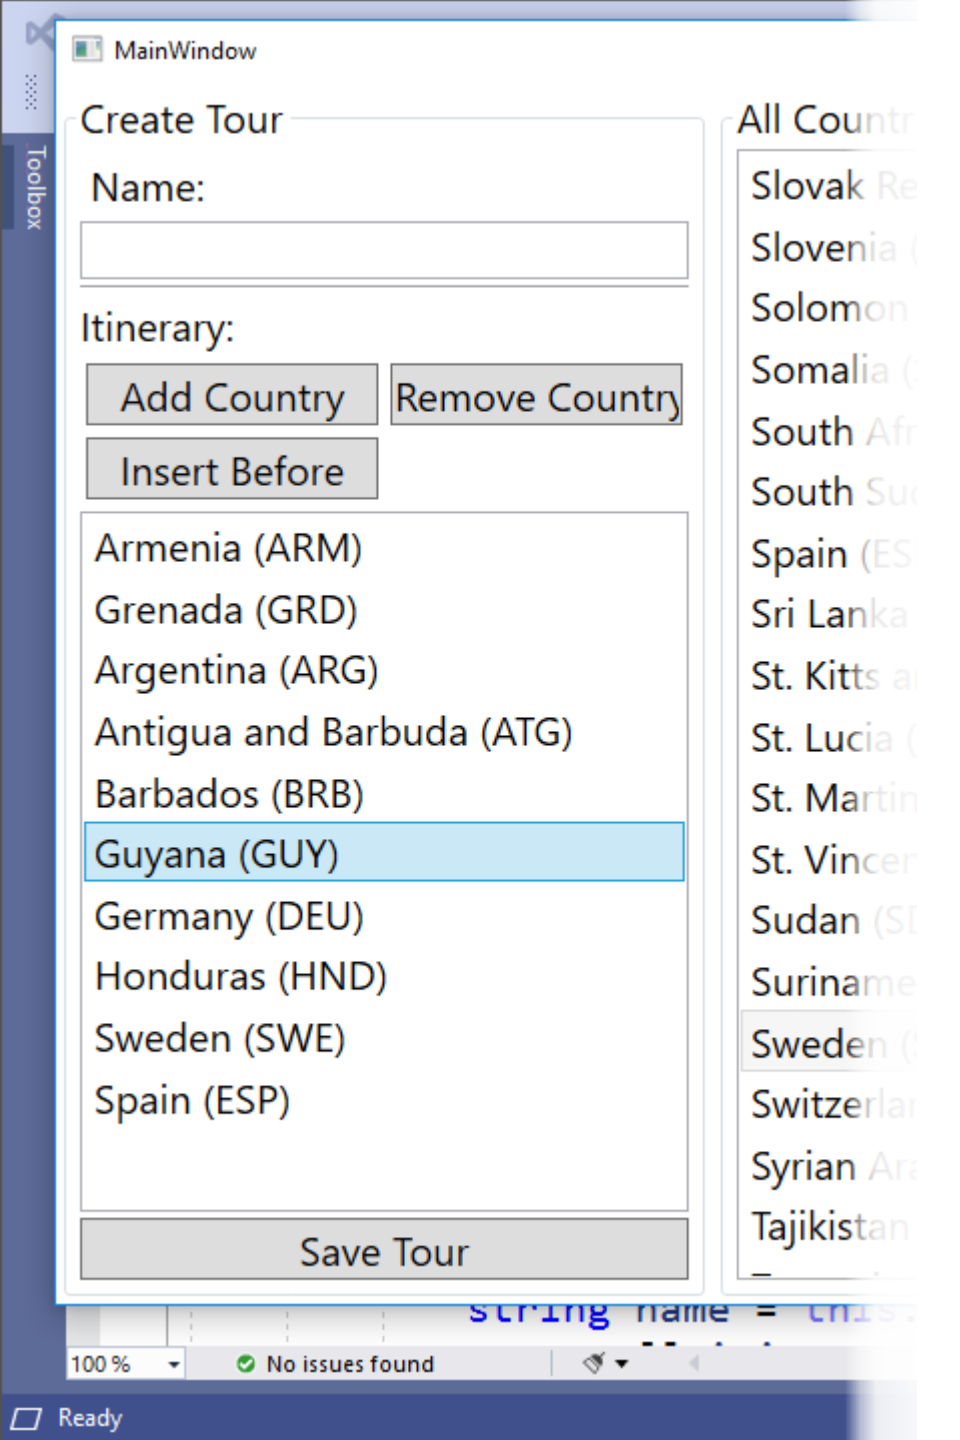 MainWindow
Toolbox
Create Tour
Name:
Itinerary:
Add Country
Remove Country
Insert Before
Armenia (ARM)
Grenada (GRD)
Argentina (ARG)
Antigua and Barbuda (ATG)
Barbados (BRB)
Guyana (GUY)
Germany (DEU)
Honduras (HND)
Sweden (SWE)
Spain (ESP)
Save Tour
All Countr
Slovak Re
Slovenia (
Solomon
Somalia (
South Afr
South Sud
Spain (ES
Sri Lanka
St. Kitts a
St. Lucia (
St. Martin
St. Vincen
Sudan (SD
Suriname
Sweden (S
Switzerlan
Syrian Ara
Tajikistan
string name = this.
100 %
No issues found
Ready